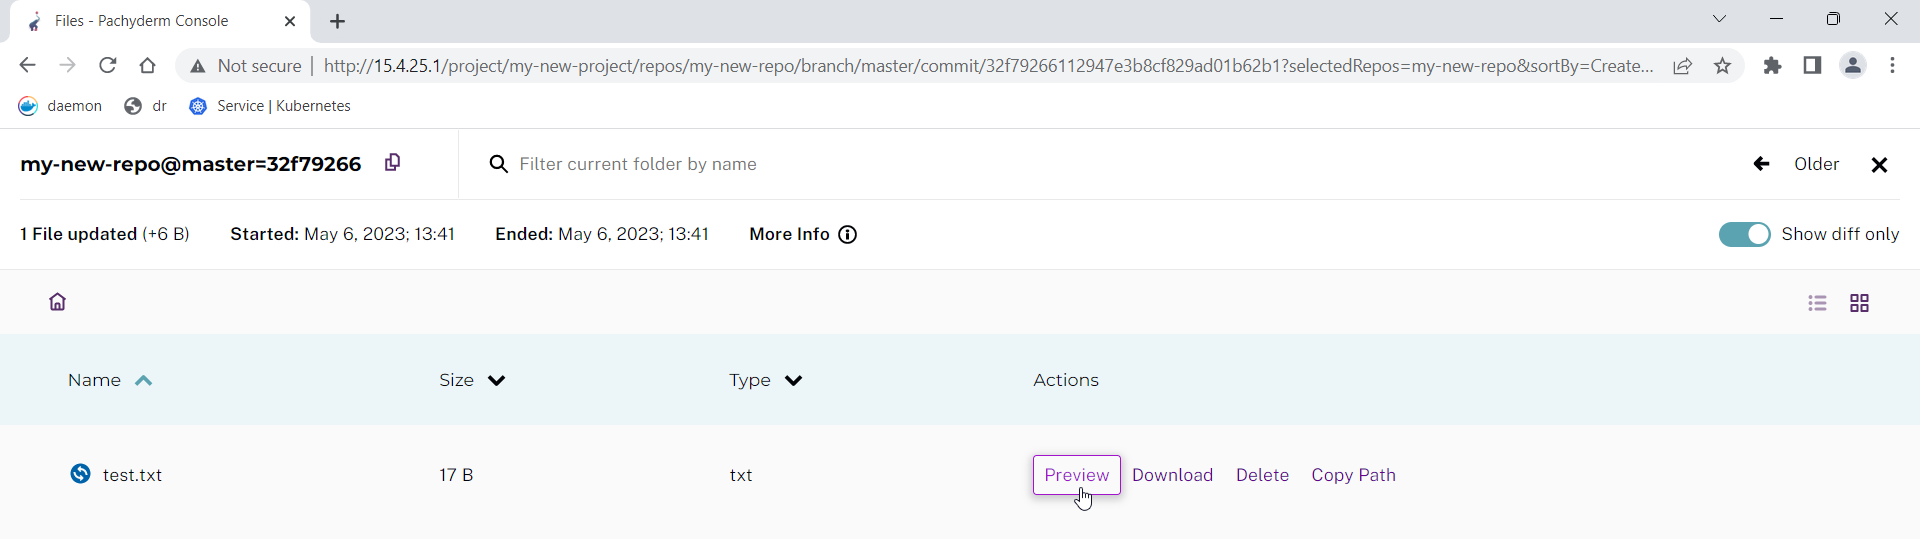 Files - Pachyderm Console
Not secure | http://15.4.25.1/project/my-new-project/repos/my-new-repo/branch/master/commit/32f79266112947e3b8cf829ad01b62b1?selectedRepos=my-new-repo&sortBy=Create...
daemon dr Service | Kubernetes
my-new-repo@master=32f79266 Filter current folder by name Older
1 File updated (+6 B) Started: May 6, 2023; 13:41 Ended: May 6, 2023; 13:41 More Info Show diff only
Name Size Type Actions
test.txt 17 B txt Preview Download Delete Copy Path